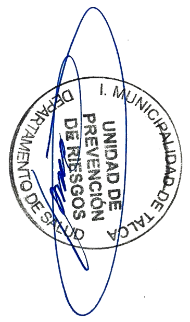 I. MUNICIPALIDAD DE TALCA
UNIDAD DE
PREVENCIÓN
DE RIESGOS
DEPARTAMENTO DE SALUD